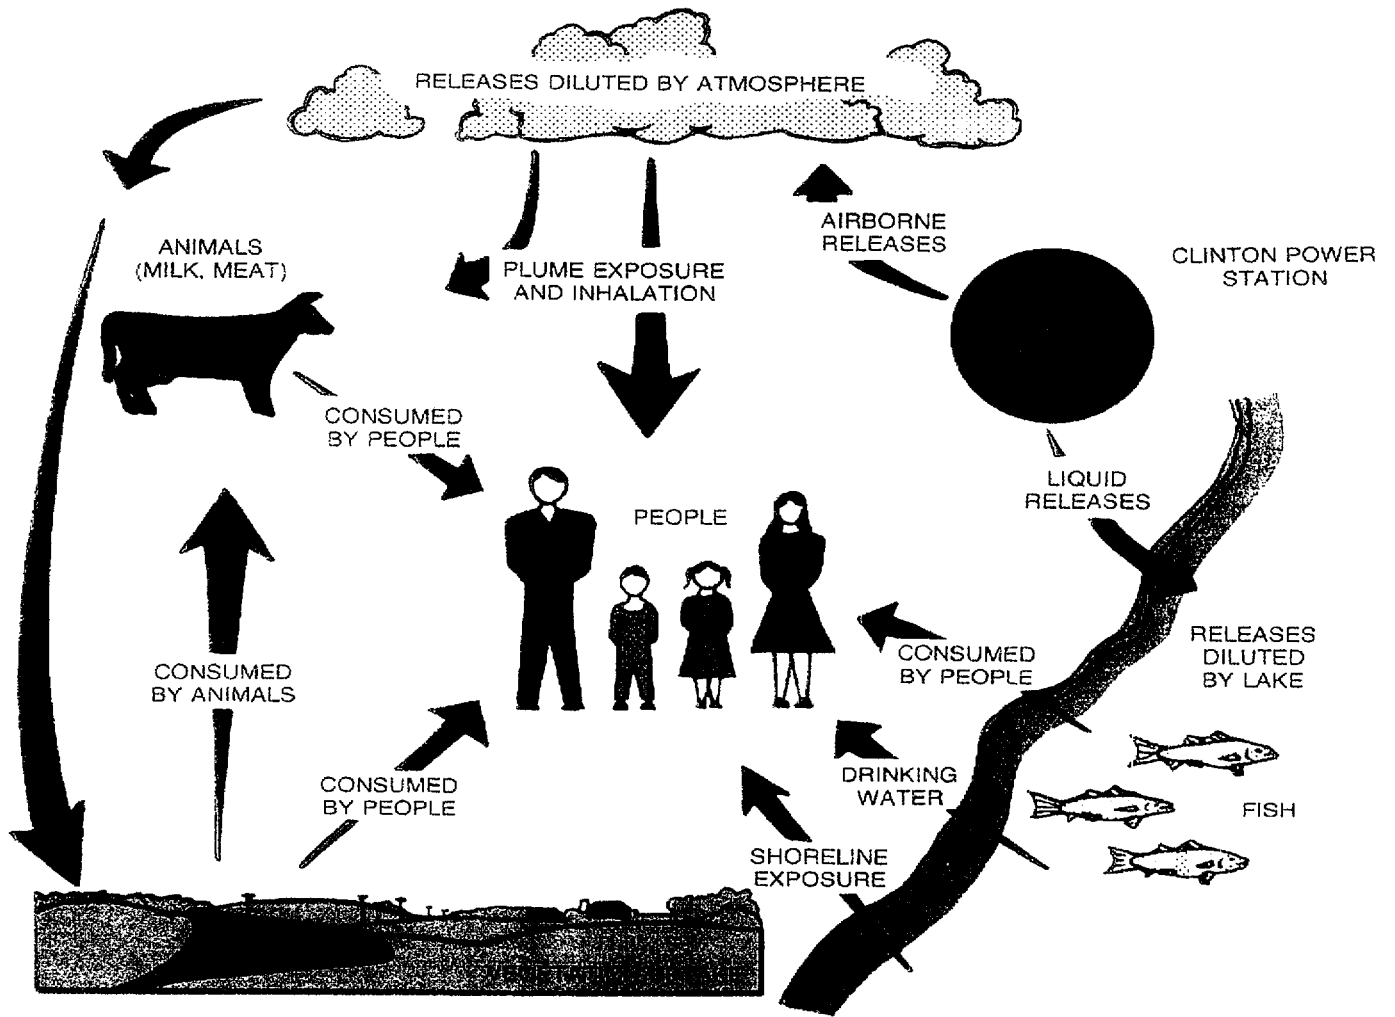 RELEASES DILUTED BY ATMOSPHERE
AIRBORNE
RELEASES
CLINTON POWER
STATION
ANIMALS
(MILK, MEAT)
PLUME EXPOSURE
AND INHALATION
CONSUMED
BY PEOPLE
LIQUID
RELEASES
PEOPLE
RELEASES
DILUTED
BY LAKE
CONSUMED
BY PEOPLE
CONSUMED
BY ANIMALS
CONSUMED
BY PEOPLE
DRINKING
WATER
FISH
SHORELINE
EXPOSURE